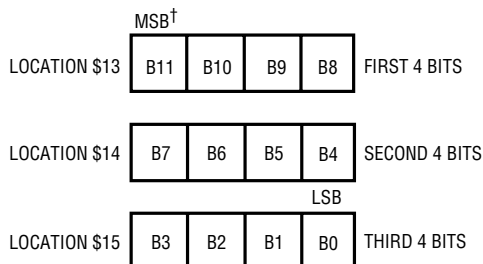 MSB†
LOCATION $13 B11 B10 B9 B8 FIRST 4 BITS
LOCATION $14 B7 B6 B5 B4 SECOND 4 BITS
LSB
LOCATION $15 B3 B2 B1 B0 THIRD 4 BITS